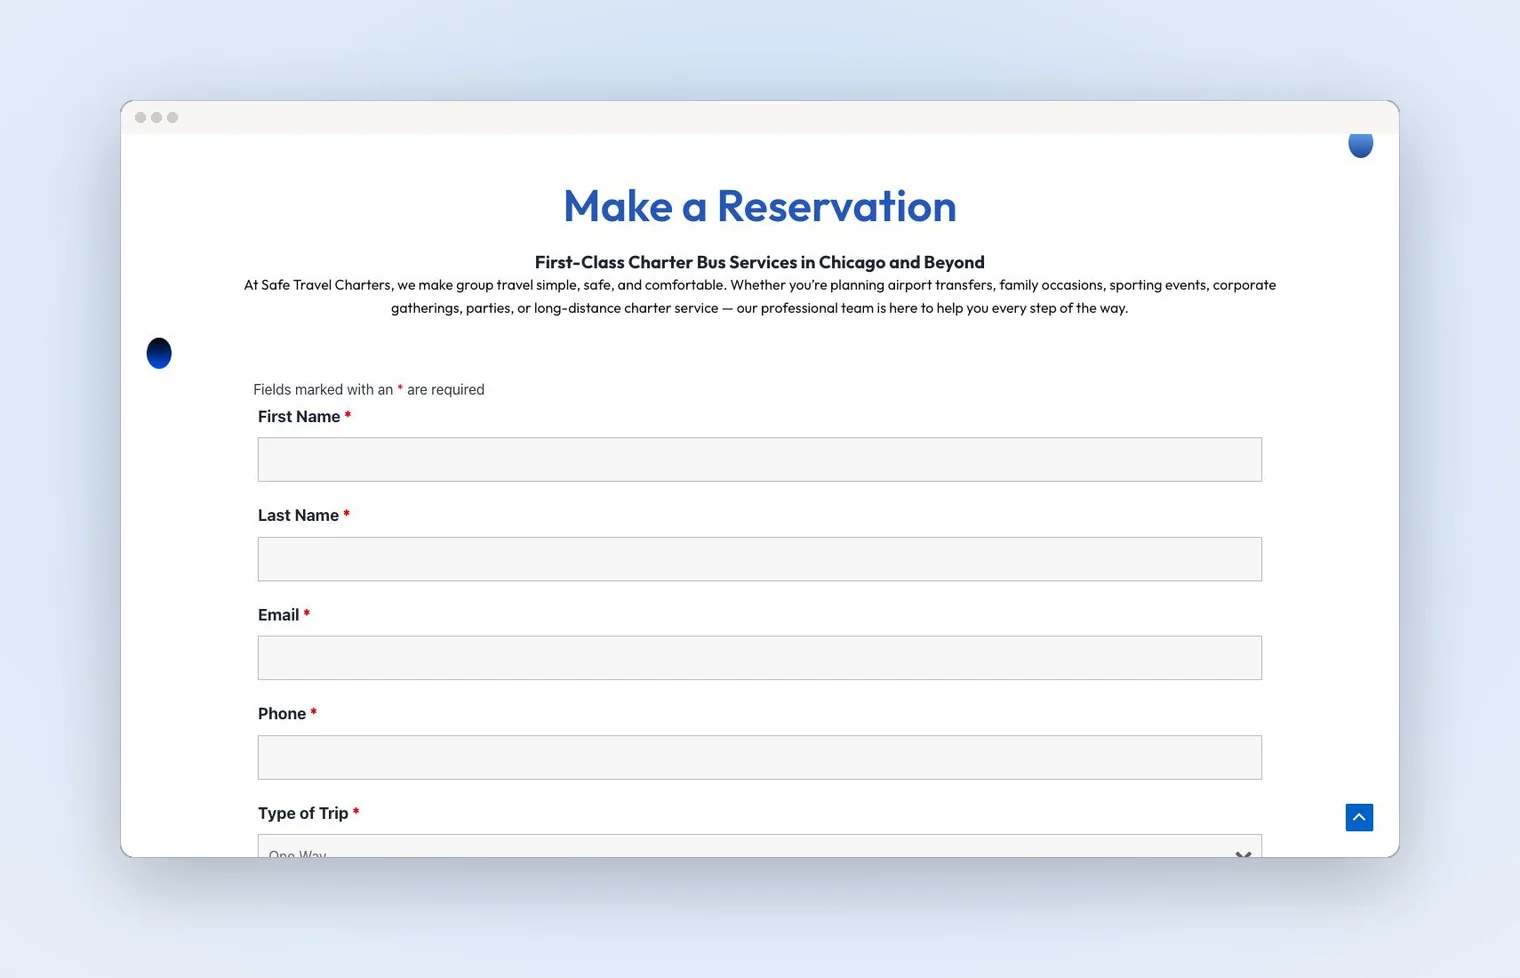 Make a Reservation
First-Class Charter Bus Services in Chicago and Beyond
At Safe Travel Charters, we make group travel simple, safe, and comfortable. Whether you’re planning airport transfers, family occasions, sporting events, corporate
gatherings, parties, or long-distance charter service — our professional team is here to help you every step of the way.
Fields marked with an * are required
First Name *
Last Name *
Email *
Phone *
Type of Trip *
One Way